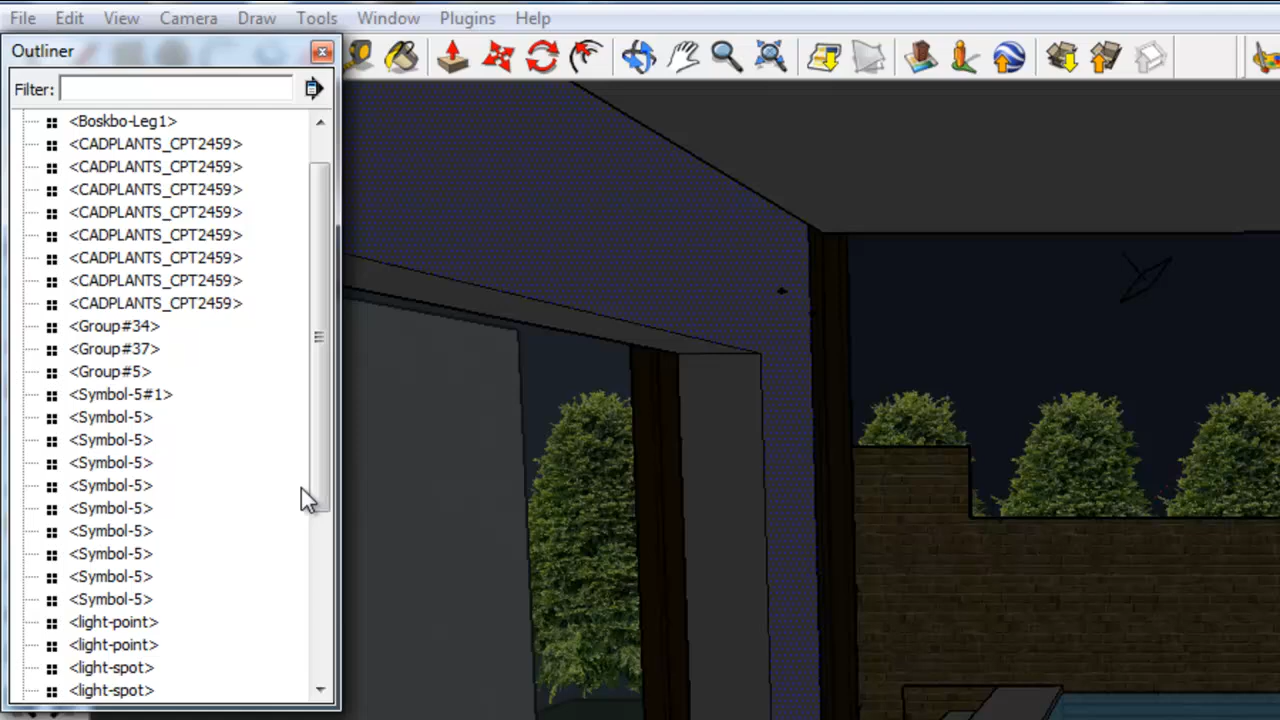 File Edit View Camera Draw Tools Window Plugins Help
Outliner
Filter:
<Boskbo-Leg1>
<CADPLANTS_CPT2459>
<CADPLANTS_CPT2459>
<CADPLANTS_CPT2459>
<CADPLANTS_CPT2459>
<CADPLANTS_CPT2459>
<CADPLANTS_CPT2459>
<CADPLANTS_CPT2459>
<CADPLANTS_CPT2459>
<Group#34>
<Group#37>
<Group#5>
<Symbol-5#1>
<Symbol-5>
<Symbol-5>
<Symbol-5>
<Symbol-5>
<Symbol-5>
<Symbol-5>
<Symbol-5>
<Symbol-5>
<Symbol-5>
<light-point>
<light-point>
<light-spot>
<light-spot>